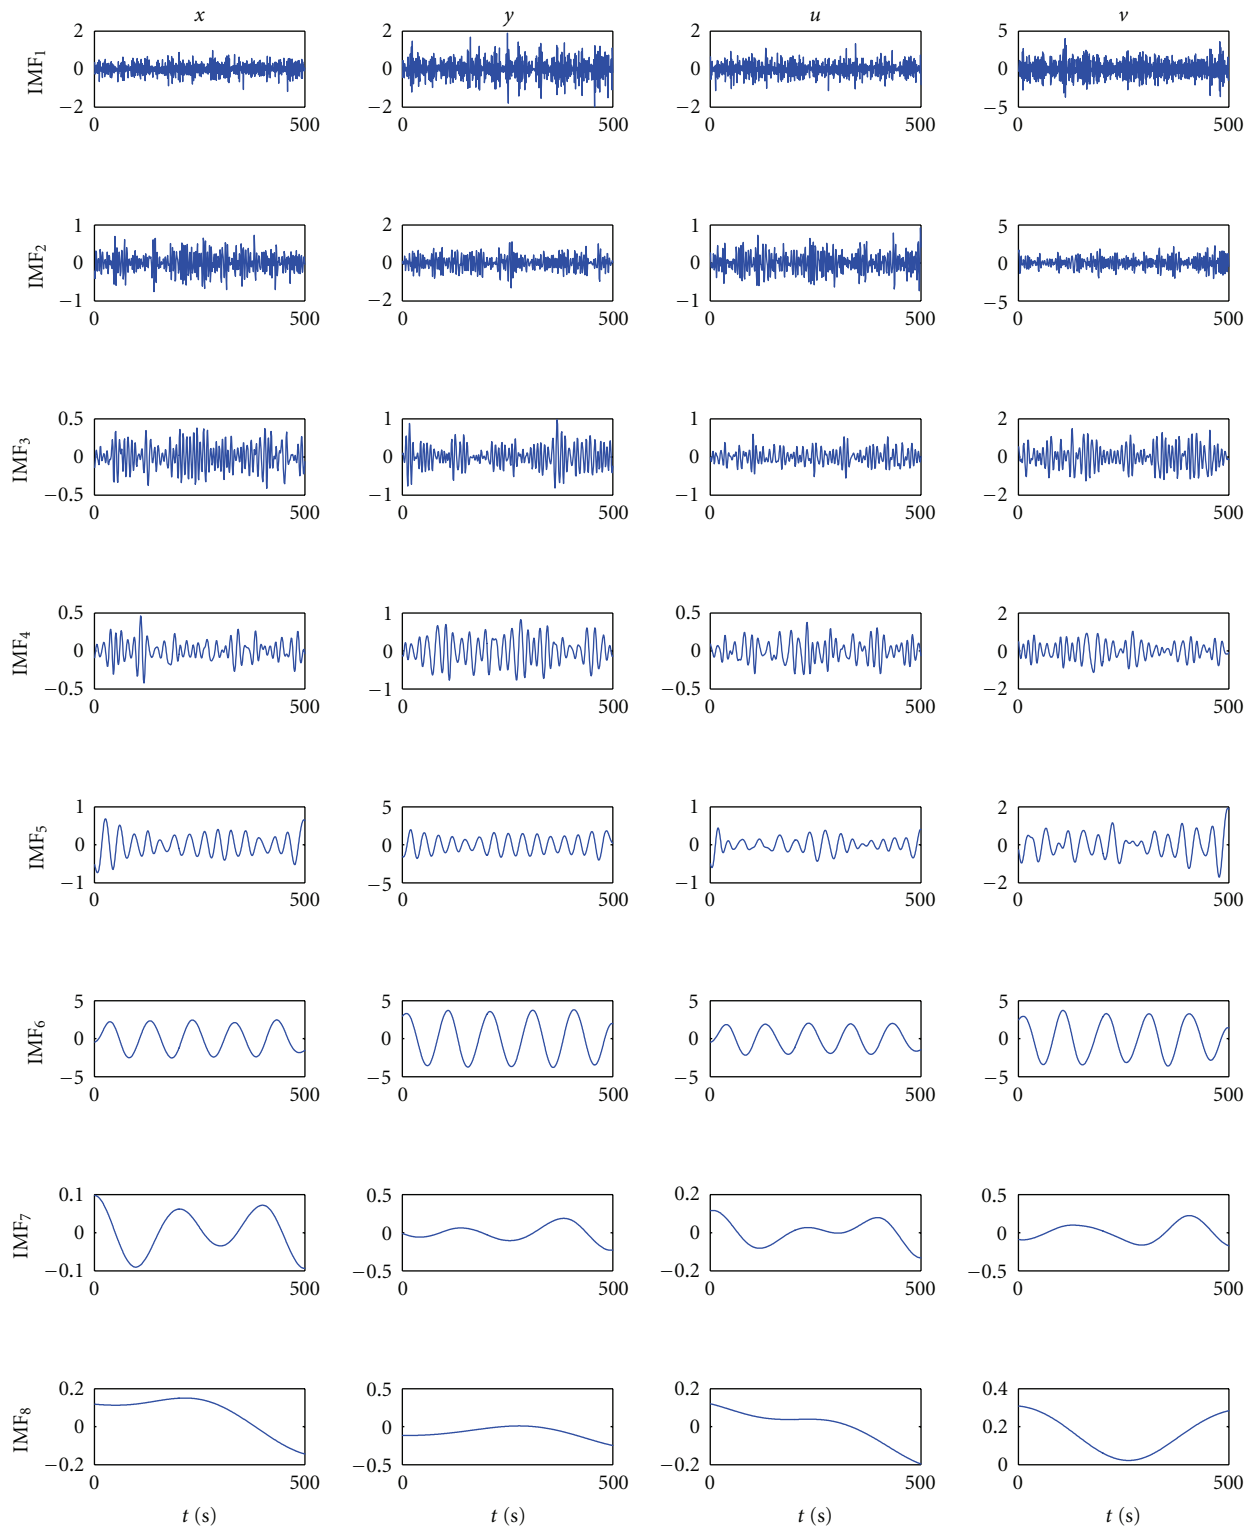 x y u v
IMF1 2 0 −2 2 0 −2 2 0 −2 5 0 −5
0 500 0 500 0 500 0 500
IMF2 1 0 −1 2 0 −2 1 0 −1 5 0 −5
0 500 0 500 0 500 0 500
IMF3 0.5 0 −0.5 1 0 −1 1 0 −1 2 0 −2
0 500 0 500 0 500 0 500
IMF4 0.5 0 −0.5 1 0 −1 0.5 0 −0.5 2 0 −2
0 500 0 500 0 500 0 500
IMF5 1 0 −1 5 0 −5 1 0 −1 2 0 −2
0 500 0 500 0 500 0 500
IMF6 5 0 −5 5 0 −5 5 0 −5 5 0 −5
0 500 0 500 0 500 0 500
IMF7 0.1 0 −0.1 0.5 0 −0.5 0.2 0 −0.2 0.5 0 −0.5
0 500 0 500 0 500 0 500
IMF8 0.2 0 −0.2 0.5 0 −0.5 0.2 0 −0.2 0.4 0.2 0
0 500 0 500 0 500 0 500
t (s) t (s) t (s) t (s)